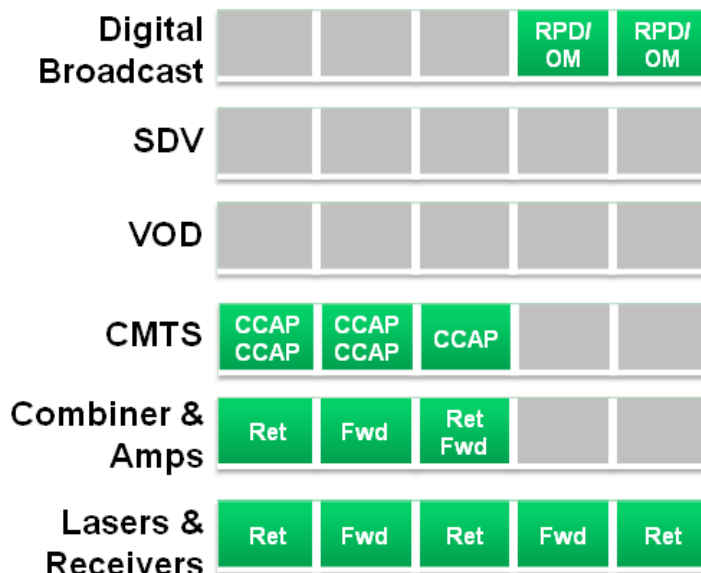 Digital
Broadcast
RPD/
OM
RPD/
OM
SDV
VOD
CMTS
CCAP
CCAP
CCAP
CCAP
CCAP
Combiner &
Amps
Ret
Fwd
Ret
Fwd
Lasers &
Receivers
Ret
Fwd
Ret
Fwd
Ret